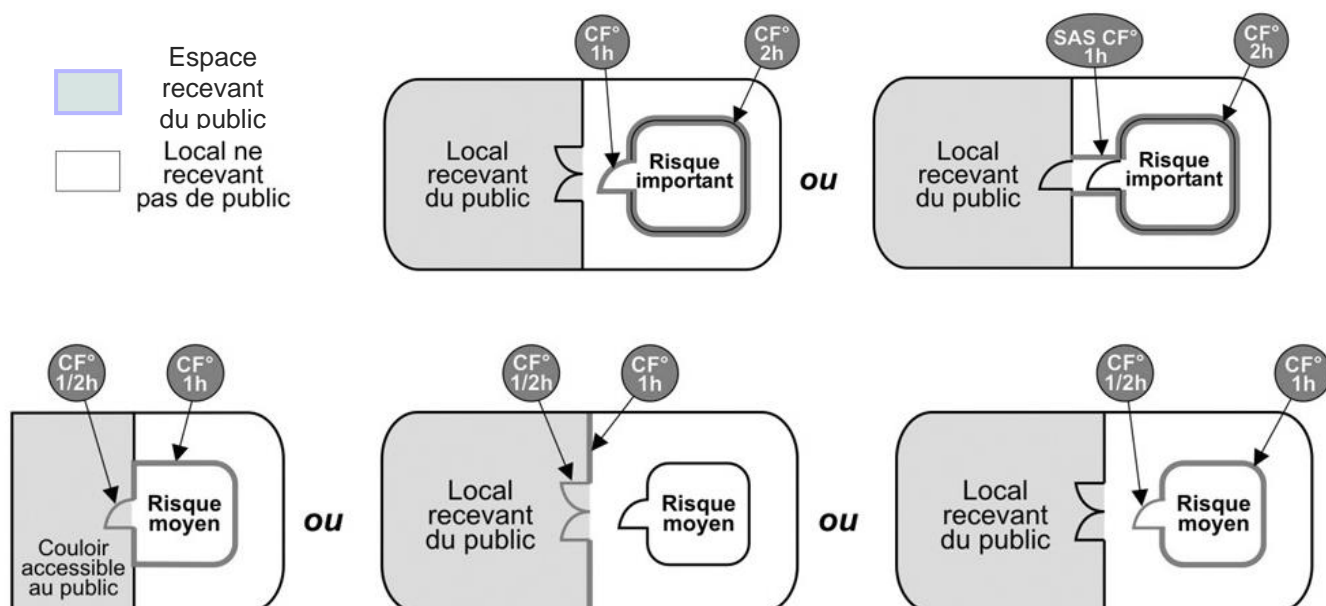 Espace
recevant
du public
Local ne
recevant
pas de public
CF°
1h
CF°
2h
Local
recevant
du public
Risque
important
ou
SAS CF°
1h
CF°
2h
Local
recevant
du public
Risque
important
CF°
1/2h
CF°
1h
Risque
moyen
Couloir
accessible
au public
ou
CF°
1/2h
CF°
1h
Local
recevant
du public
Risque
moyen
ou
CF°
1/2h
CF°
1h
Local
recevant
du public
Risque
moyen